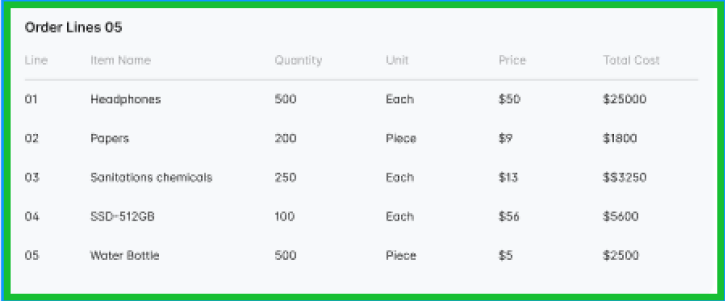 Order Lines 05
Line Item Name Quantity Unit Price Total Cost
01 Headphones 500 Each $50 $25000
02 Papers 200 Piece $9 $1800
03 Sanitations chemicals 250 Each $13 $$3250
04 SSD-512GB 100 Each $56 $5600
05 Water Bottle 500 Piece $5 $2500